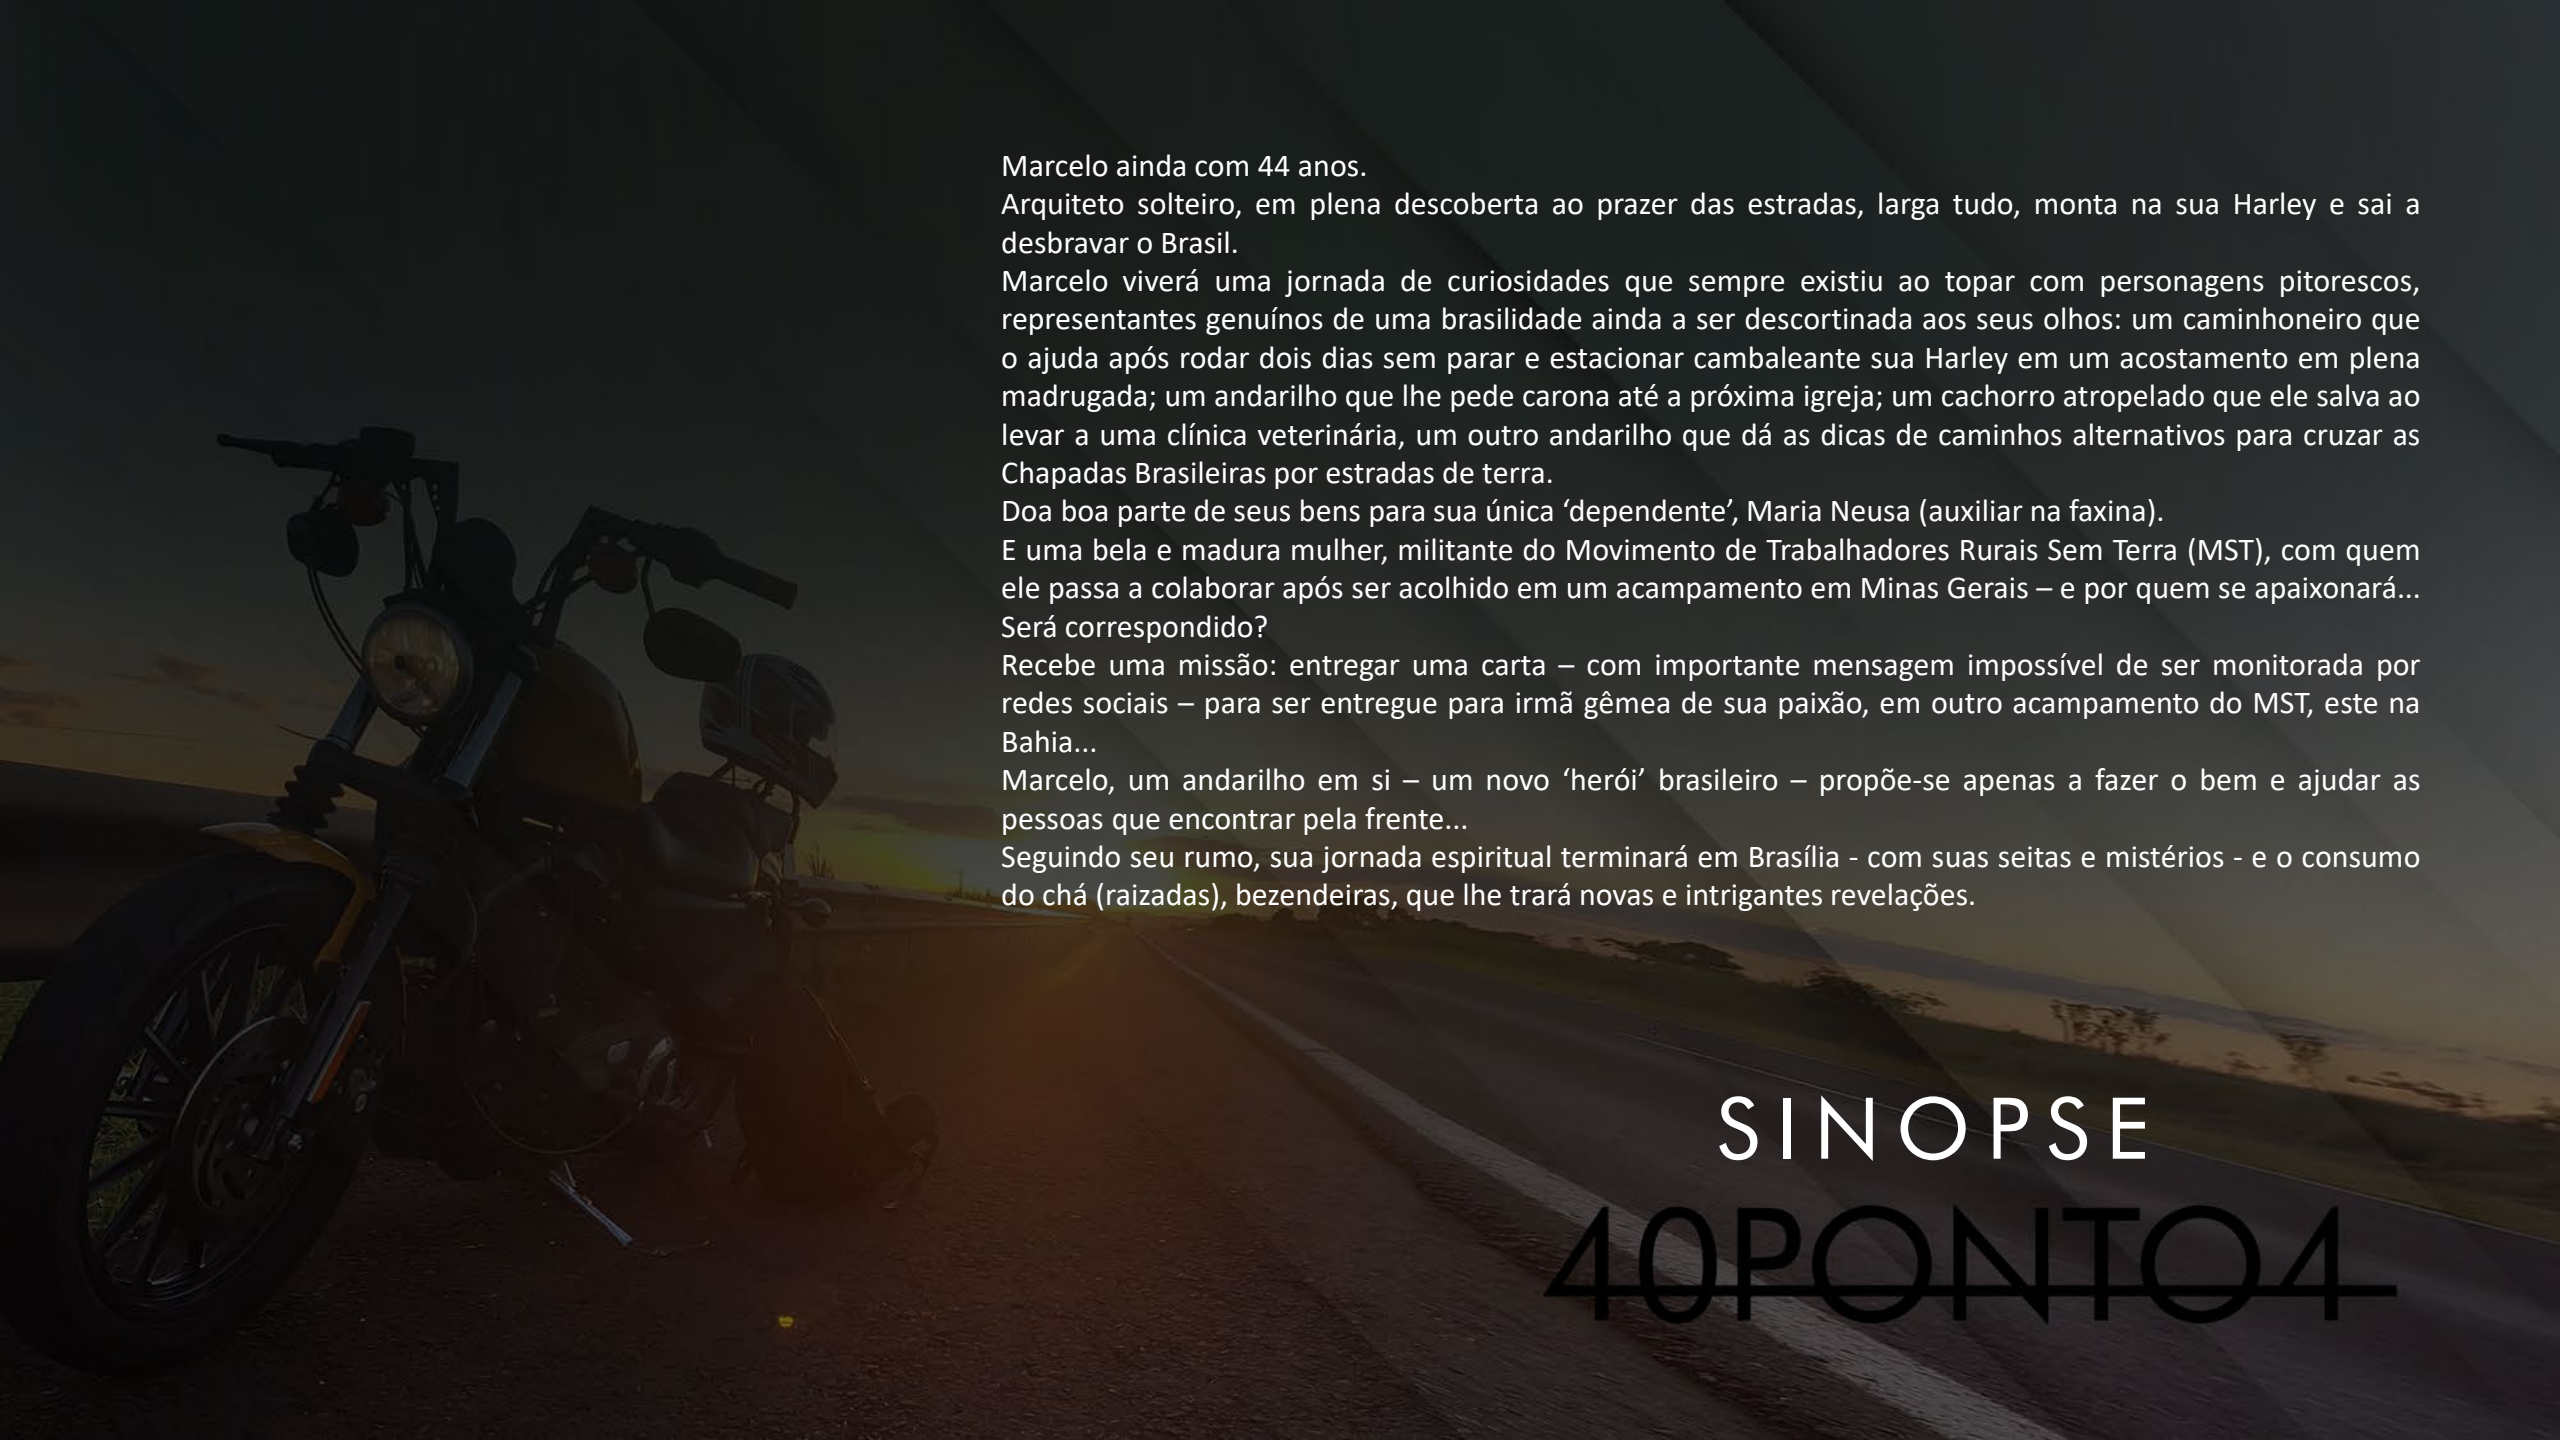 Marcelo ainda com 44 anos.
Arquiteto solteiro, em plena descoberta ao prazer das estradas, larga tudo, monta na sua Harley e sai a
desbravar o Brasil.
Marcelo viverá uma jornada de curiosidades que sempre existiu ao topar com personagens pitorescos,
representantes genuínos de uma brasilidade ainda a ser descortinada aos seus olhos: um caminhoneiro que
o ajuda após rodar dois dias sem parar e estacionar cambaleante sua Harley em um acostamento em plena
madrugada; um andarilho que lhe pede carona até a próxima igreja; um cachorro atropelado que ele salva ao
levar a uma clínica veterinária, um outro andarilho que dá as dicas de caminhos alternativos para cruzar as
Chapadas Brasileiras por estradas de terra.
Doa boa parte de seus bens para sua única ‘dependente’, Maria Neusa (auxiliar na faxina).
E uma bela e madura mulher, militante do Movimento de Trabalhadores Rurais Sem Terra (MST), com quem
ele passa a colaborar após ser acolhido em um acampamento em Minas Gerais – e por quem se apaixonará...
Será correspondido?
Recebe uma missão: entregar uma carta – com importante mensagem impossível de ser monitorada por
redes sociais – para ser entregue para irmã gêmea de sua paixão, em outro acampamento do MST, este na
Bahia...
Marcelo, um andarilho em si – um novo ‘herói’ brasileiro – propõe-se apenas a fazer o bem e ajudar as
pessoas que encontrar pela frente...
Seguindo seu rumo, sua jornada espiritual terminará em Brasília - com suas seitas e mistérios - e o consumo
do chá (raizadas), bezendeiras, que lhe trará novas e intrigantes revelações.
SINOPSE
40PONTO4